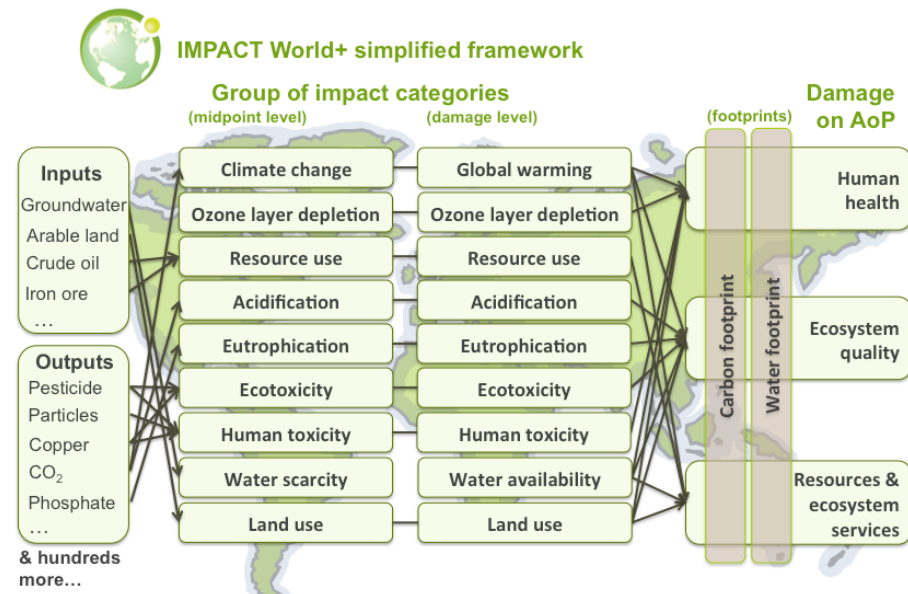 IMPACT World+ simplified framework
Group of impact categories
(midpoint level)
(damage level)
(footprints)
Damage
on AoP
Inputs
Groundwater
Arable land
Crude oil
Iron ore
…
Outputs
Pesticide
Particles
Copper
CO₂
Phosphate
…
& hundreds
more…
Climate change
Ozone layer depletion
Resource use
Acidification
Eutrophication
Ecotoxicity
Human toxicity
Water scarcity
Land use
Global warming
Ozone layer depletion
Resource use
Acidification
Eutrophication
Ecotoxicity
Human toxicity
Water availability
Land use
Carbon footprint
Water footprint
Human
health
Ecosystem
quality
Resources &
ecosystem
services